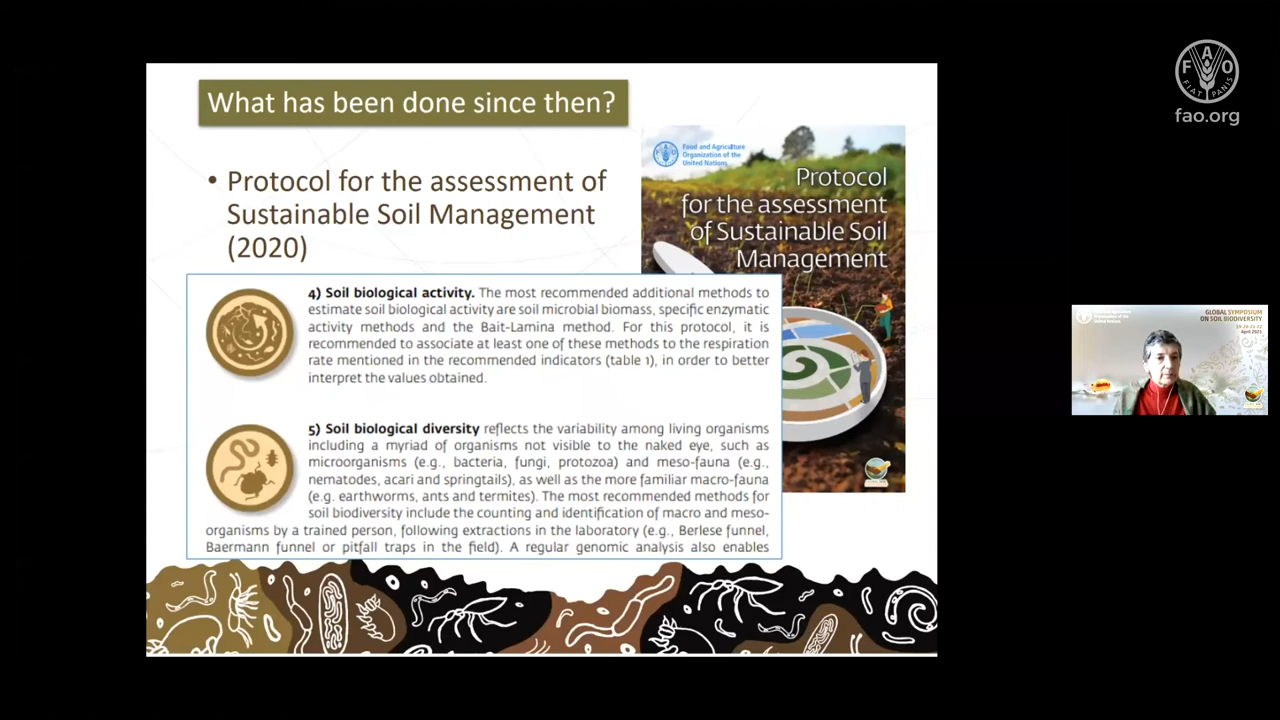 What has been done since then?
• Protocol for the assessment of
Sustainable Soil Management
(2020)
Food and Agriculture
Organization of the
United Nations
Protocol
for the assessment
of Sustainable Soil
Management
4) Soil biological activity. The most recommended additional methods to
estimate soil biological activity are soil microbial biomass, specific enzymatic
activity methods and the Bait-Lamina method. For this protocol, it is
recommended to associate at least one of these methods to the respiration
rate mentioned in the recommended indicators (table 1), in order to better
interpret the values obtained.
5) Soil biological diversity reflects the variability among living organisms
including a myriad of organisms not visible to the naked eye, such as
microorganisms (e.g., bacteria, fungi, protozoa) and meso-fauna (e.g.,
nematodes, acari and springtails), as well as the more familiar macro-fauna
(e.g. earthworms, ants and termites). The most recommended methods for
soil biodiversity include the counting and identification of macro and meso-
organisms by a trained person, following extractions in the laboratory (e.g., Berlese funnel,
Baermann funnel or pitfall traps in the field). A regular genomic analysis also enables
F A O
FIAT PANIS
fao.org
GLOBAL SYMPOSIUM
ON SOIL BIODIVERSITY
April 2021